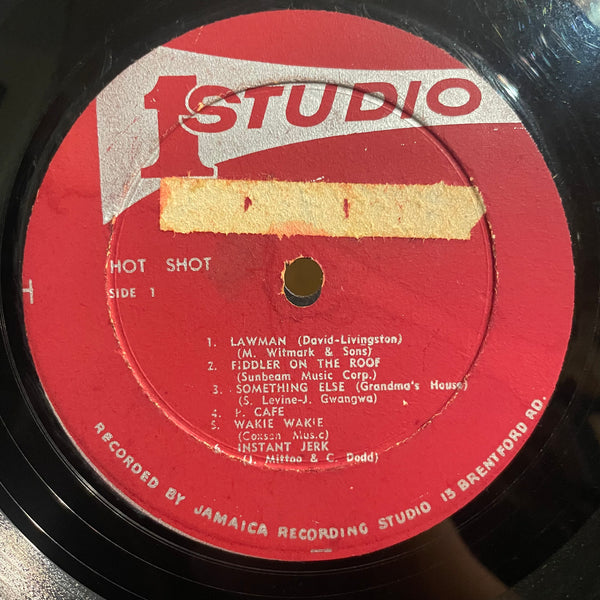 1 STUDIO
HOT SHOT
SIDE 1
1. LAWMAN (David-Livingston)
(M. Witmark & Sons)
2. FIDDLER ON THE ROOF
(Sunbeam Music Corp.)
3. SOMETHING ELSE (Grandma's House)
(S. Levine-J. Gwangwa)
4. P. CAFE
5. WAKIE WAKIE
(Coxson Music)
6. INSTANT JERK
(J. Mittoo & C. Dodd)
RECORDED BY JAMAICA RECORDING STUDIO 13 BRENTFORD RD.